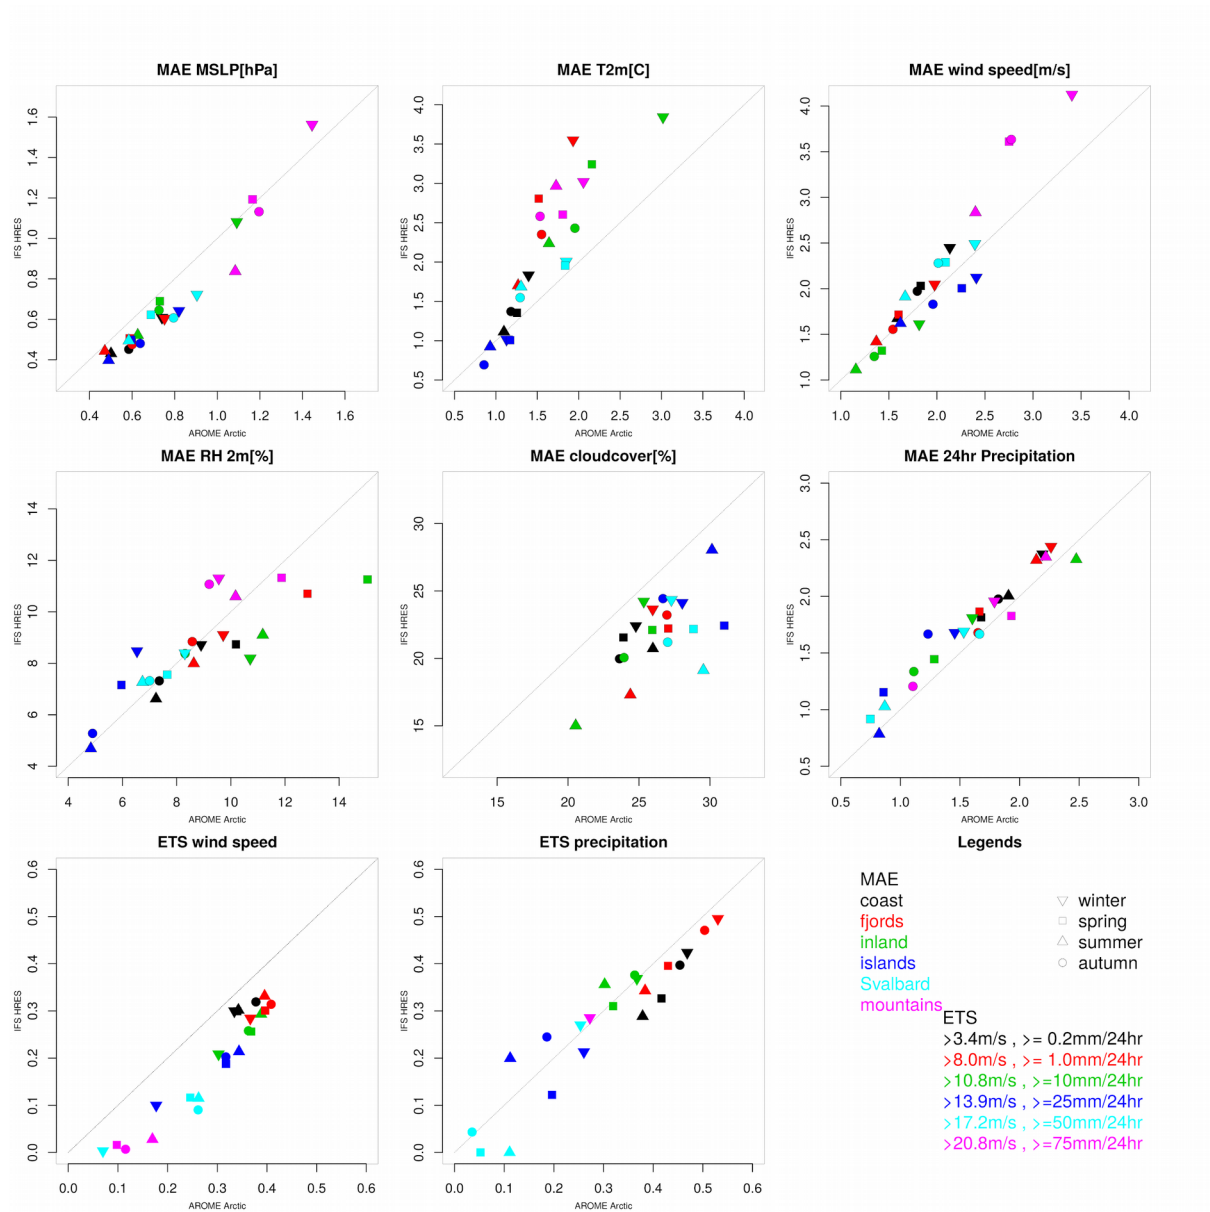 MAE MSLP[hPa]
MAE T2m[C]
MAE wind speed[m/s]
IFS HRES
0.4 0.6 0.8 1.0 1.2 1.4 1.6
0.4 0.6 0.8 1.0 1.2 1.4 1.6
AROME Arctic
IFS HRES
0.5 1.0 1.5 2.0 2.5 3.0 3.5 4.0
0.5 1.0 1.5 2.0 2.5 3.0 3.5 4.0
AROME Arctic
IFS HRES
1.0 1.5 2.0 2.5 3.0 3.5 4.0
1.0 1.5 2.0 2.5 3.0 3.5 4.0
AROME Arctic
MAE RH 2m[%]
MAE cloudcover[%]
MAE 24hr Precipitation
IFS HRES
4 6 8 10 12 14
4 6 8 10 12 14
AROME Arctic
IFS HRES
15 20 25 30
15 20 25 30
AROME Arctic
IFS HRES
0.5 1.0 1.5 2.0 2.5 3.0
0.5 1.0 1.5 2.0 2.5 3.0
AROME Arctic
ETS wind speed
ETS precipitation
Legends
IFS HRES
0.0 0.1 0.2 0.3 0.4 0.5 0.6
0.0 0.1 0.2 0.3 0.4 0.5 0.6
AROME Arctic
IFS HRES
0.0 0.1 0.2 0.3 0.4 0.5 0.6
0.0 0.1 0.2 0.3 0.4 0.5 0.6
AROME Arctic
MAE
coast
fjords
inland
islands
Svalbard
mountains
winter
spring
summer
autumn
ETS
>3.4m/s , >= 0.2mm/24hr
>8.0m/s , >= 1.0mm/24hr
>10.8m/s , >=10mm/24hr
>13.9m/s , >=25mm/24hr
>17.2m/s , >=50mm/24hr
>20.8m/s , >=75mm/24hr